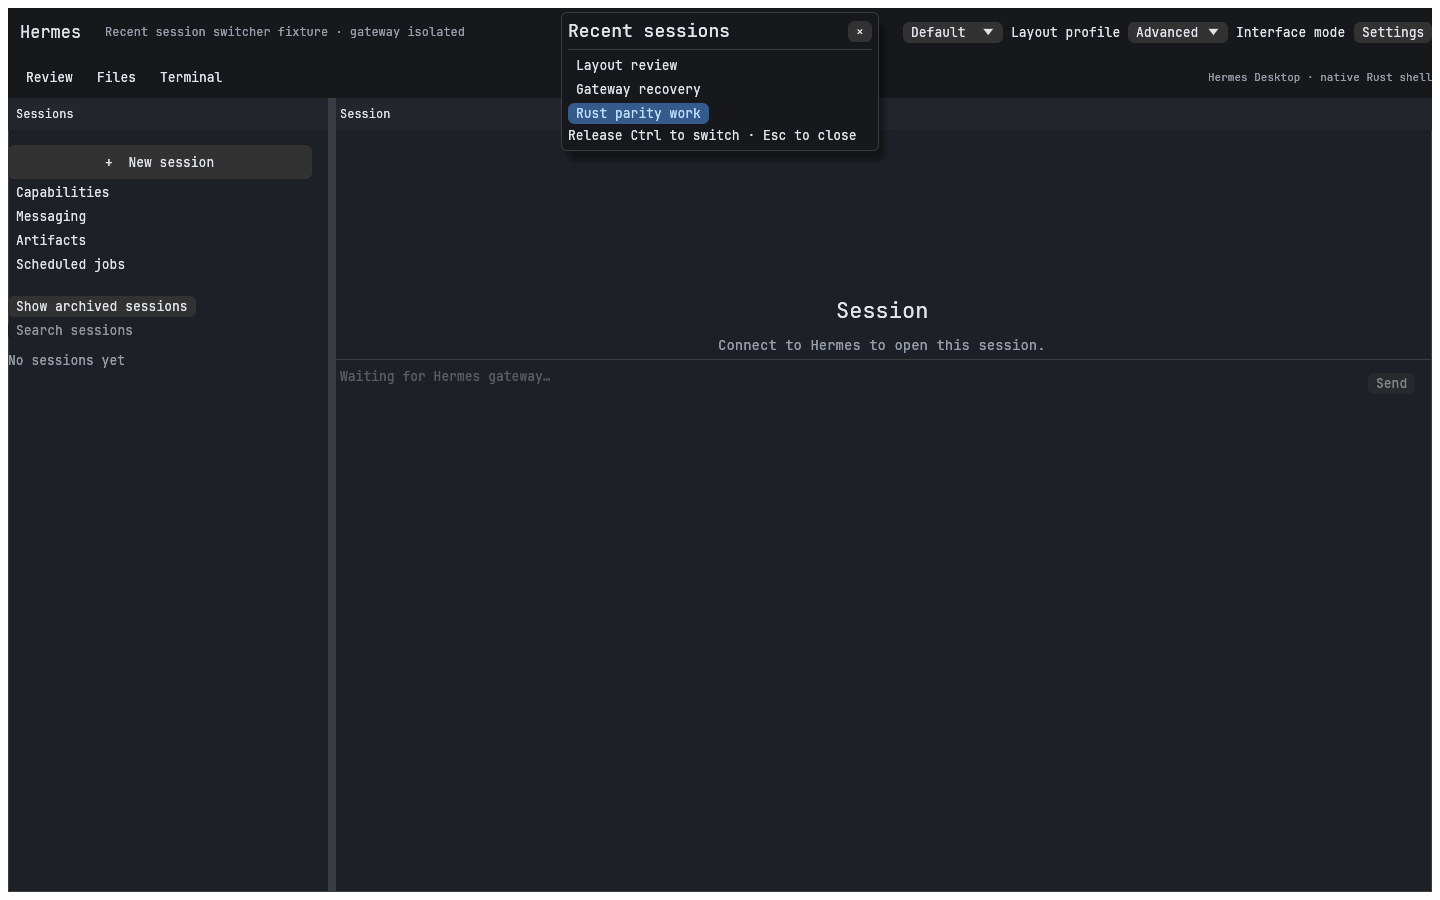 Hermes Recent session switcher fixture · gateway isolated
Default ▼ Layout profile Advanced ▼ Interface mode Settings
Review Files Terminal
Hermes Desktop · native Rust shell
Recent sessions ×
Layout review
Gateway recovery
Rust parity work
Release Ctrl to switch · Esc to close
Sessions
+ New session
Capabilities
Messaging
Artifacts
Scheduled jobs
Show archived sessions
Search sessions
No sessions yet
Session
Session
Connect to Hermes to open this session.
Waiting for Hermes gateway…
Send